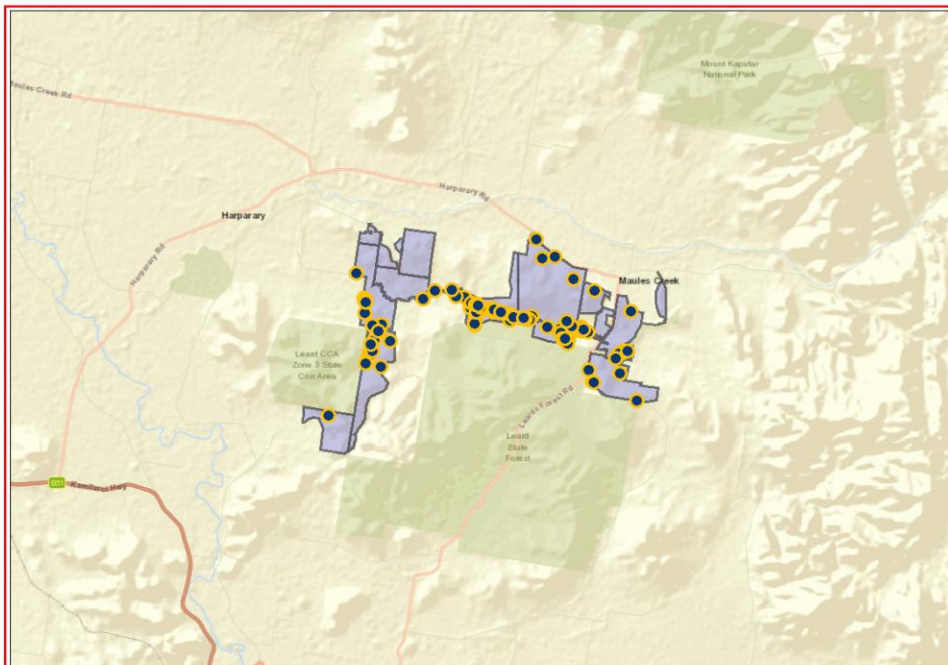 Mount Kaputar
National Park
Maules Creek Rd
Harparary Rd
Harparary
Harparary Rd
Maules Creek
Leard CCA
Zone 3 State
Con Area
Leards Forest Rd
Leard
State
Forest
B51
Kamilaroi Hwy